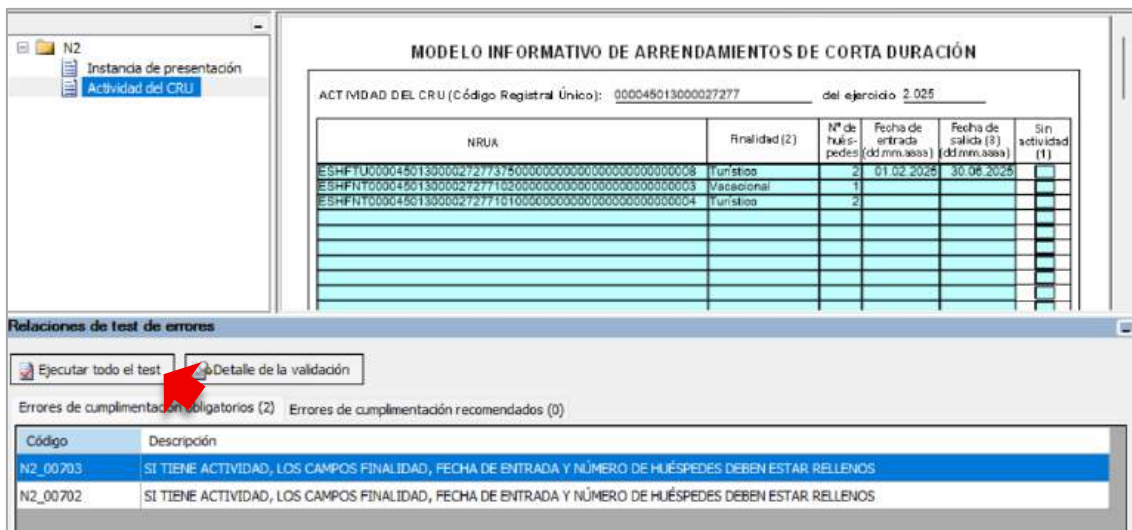 N2
Instancia de presentación
Actividad del CRU
MODELO INFORMATIVO DE ARRENDAMIENTOS DE CORTA DURACIÓN
ACTIVIDAD DEL CRU (Código Registral Único): 000045013000027277 del ejercicio 2.025
NRUA Finalidad (2) Nº de huéspedes Fecha de entrada (dd.mm.aaaa) Fecha de salida (3) (dd.mm.aaaa) Sin actividad (1)
Turístico 2 01.02.2025 30.06.2025
Vacacional 1
Turístico 2
Relaciones de test de errores
Ejecutar todo el test Detalle de la validación
Errores de cumplimentación obligatorios (2) Errores de cumplimentación recomendados (0)
Código Descripción
N2_00703 SI TIENE ACTIVIDAD, LOS CAMPOS FINALIDAD, FECHA DE ENTRADA Y NÚMERO DE HUÉSPEDES DEBEN ESTAR RELLENOS
N2_00702 SI TIENE ACTIVIDAD, LOS CAMPOS FINALIDAD, FECHA DE ENTRADA Y NÚMERO DE HUÉSPEDES DEBEN ESTAR RELLENOS